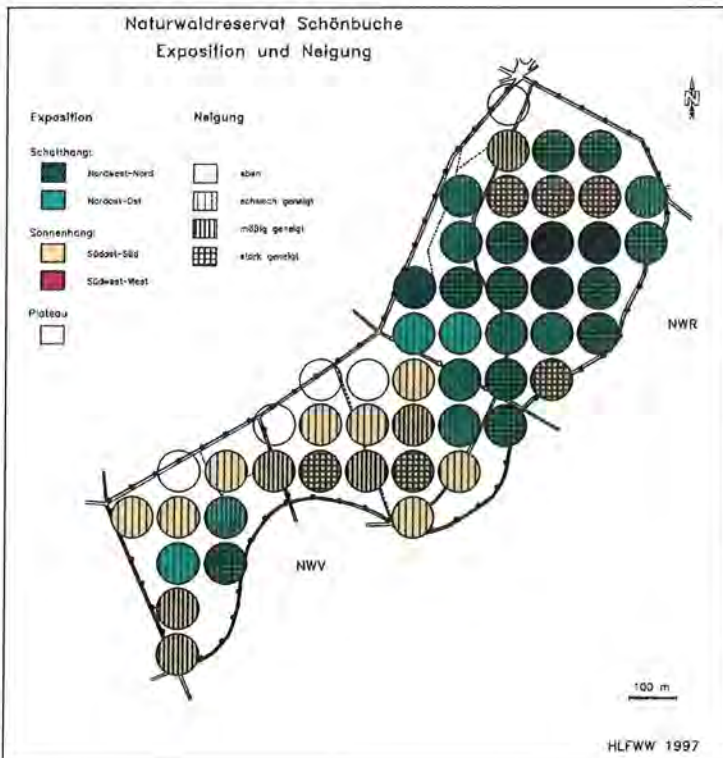 Naturwaldreservat Schönbuche
Exposition und Neigung
N
Exposition
Neigung
Schatthang:
Nordwest-Nord
Nordost-Ost
Sonnenhang:
Südost-Süd
Südwest-West
Plateau
eben
schwach geneigt
mäßig geneigt
stark geneigt
NWR
NWV
100 m
HLFWW 1997